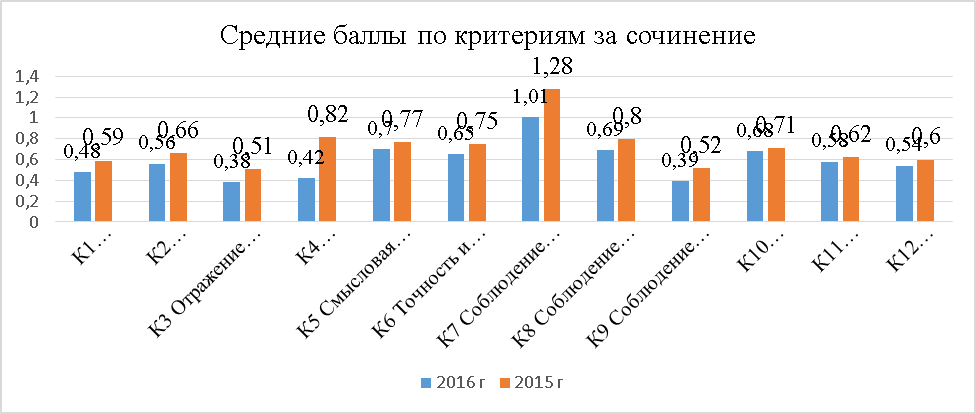 Средние баллы по критериям за сочинение
1,4
1,2
1
0,8
0,6
0,4
0,2
0
0,48 0,59
0,56 0,66
0,38 0,51
0,42 0,82
0,7 0,77
0,65 0,75
1,01 1,28
0,69 0,8
0,39 0,52
0,68 0,71
0,58 0,62
0,54 0,6
К1…
К2…
К3 Отражение…
К4…
К5 Смысловая…
К6 Точность и…
К7 Соблюдение…
К8 Соблюдение…
К9 Соблюдение…
К10…
К11…
К12…
2016 г 2015 г